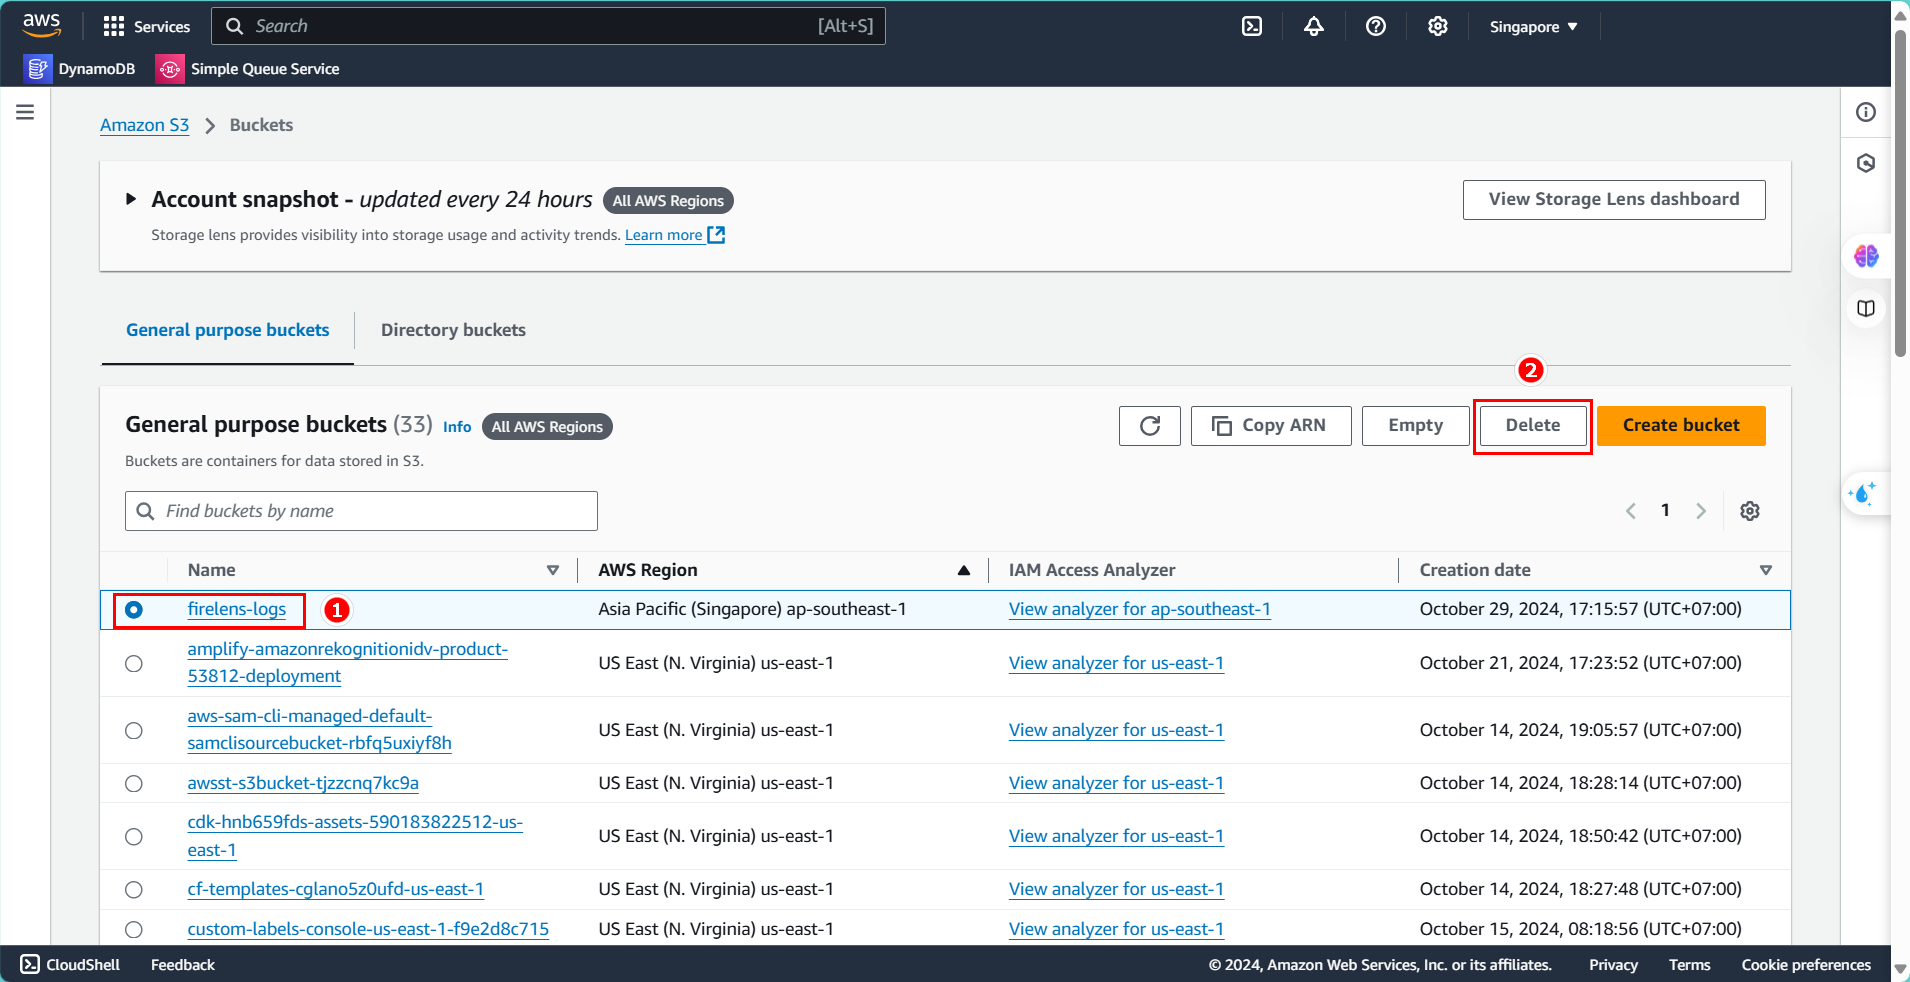 aws
Services
Search
[Alt+S]
Singapore
DynamoDB
Simple Queue Service
Amazon S3
Buckets
Account snapshot - updated every 24 hours
All AWS Regions
View Storage Lens dashboard
Storage lens provides visibility into storage usage and activity trends. Learn more
General purpose buckets
Directory buckets
2
General purpose buckets (33) Info
All AWS Regions
Copy ARN
Empty
Delete
Create bucket
Buckets are containers for data stored in S3.
Find buckets by name
1
Name
AWS Region
IAM Access Analyzer
Creation date
firelens-logs
1
Asia Pacific (Singapore) ap-southeast-1
View analyzer for ap-southeast-1
October 29, 2024, 17:15:57 (UTC+07:00)
amplify-amazonrekognitionidv-product-
53812-deployment
US East (N. Virginia) us-east-1
View analyzer for us-east-1
October 21, 2024, 17:23:52 (UTC+07:00)
aws-sam-cli-managed-default-
samclisourcebucket-rbfq5uxiyf8h
US East (N. Virginia) us-east-1
View analyzer for us-east-1
October 14, 2024, 19:05:57 (UTC+07:00)
awsst-s3bucket-tjzzcnq7kc9a
US East (N. Virginia) us-east-1
View analyzer for us-east-1
October 14, 2024, 18:28:14 (UTC+07:00)
cdk-hnb659fds-assets-590183822512-us-
east-1
US East (N. Virginia) us-east-1
View analyzer for us-east-1
October 14, 2024, 18:50:42 (UTC+07:00)
cf-templates-cglano5z0ufd-us-east-1
US East (N. Virginia) us-east-1
View analyzer for us-east-1
October 14, 2024, 18:27:48 (UTC+07:00)
custom-labels-console-us-east-1-f9e2d8c715
US East (N. Virginia) us-east-1
View analyzer for us-east-1
October 15, 2024, 08:18:56 (UTC+07:00)
CloudShell
Feedback
© 2024, Amazon Web Services, Inc. or its affiliates.
Privacy
Terms
Cookie preferences